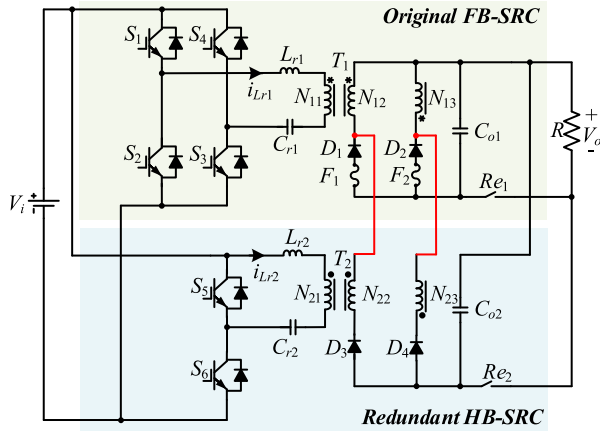 Original FB-SRC
S1 S4 Lr1 T1
iLr1 N11 N12 N13
S2 S3 Cr1 D1 D2 Co1 R + Vo -
F1 F2 Re1
Vi + -
Lr2 T2
iLr2
S5 N21 N22 N23 Co2
Cr2 D3 D4
S6 Re2
Redundant HB-SRC